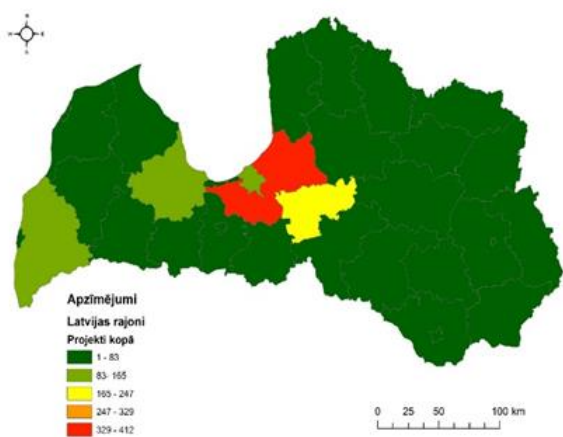 Apzīmējumi
Latvijas rajoni
Projekti kopā
1 - 83
83- 165
165 - 247
247 - 329
329 - 412
0 25 50 100 km